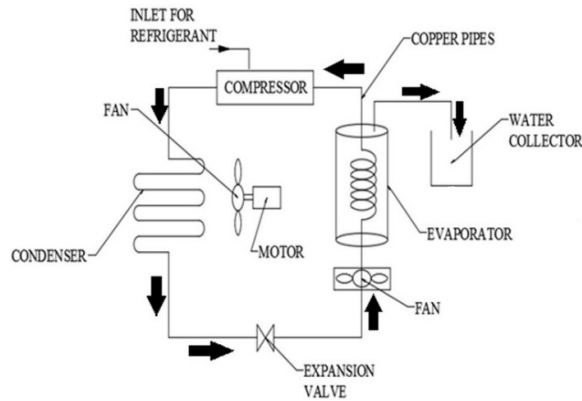 INLET FOR
REFRIGERANT
COPPER PIPES
COMPRESSOR
FAN
WATER
COLLECTOR
CONDENSER
MOTOR
EVAPORATOR
FAN
EXPANSION
VALVE